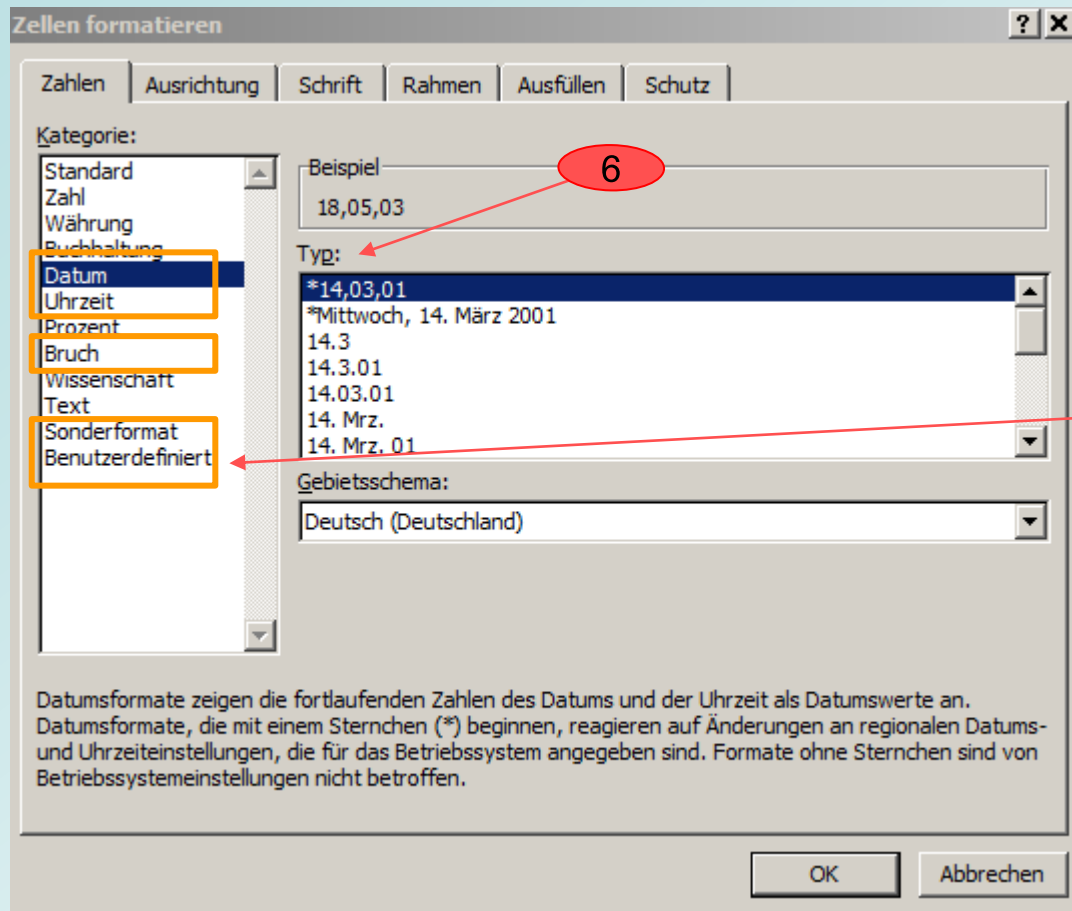 Zellen formatieren
Zahlen Ausrichtung Schrift Rahmen Ausfüllen Schutz
Kategorie:
Standard
Zahl
Währung
Buchhaltung
Datum
Uhrzeit
Prozent
Bruch
Wissenschaft
Text
Sonderformat
Benutzerdefiniert
Beispiel
6
18,05,03
Typ:
*14,03,01
*Mittwoch, 14. März 2001
14.3
14.3.01
14.03.01
14. Mrz.
14. Mrz. 01
Gebietsschema:
Deutsch (Deutschland)
Datumsformate zeigen die fortlaufenden Zahlen des Datums und der Uhrzeit als Datumswerte an.
Datumsformate, die mit einem Sternchen (*) beginnen, reagieren auf Änderungen an regionalen Datums-
und Uhrzeiteinstellungen, die für das Betriebssystem angegeben sind. Formate ohne Sternchen sind von
Betriebssystemeinstellungen nicht betroffen.
OK Abbrechen